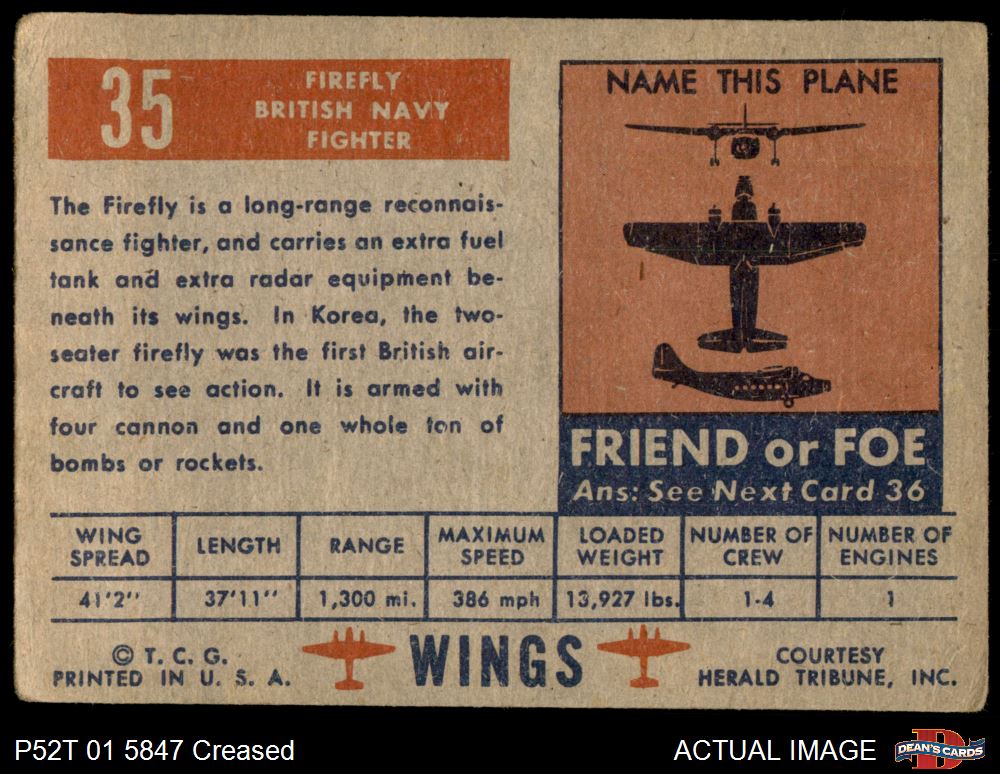 35
FIREFLY
BRITISH NAVY
FIGHTER
The Firefly is a long-range reconnais-
sance fighter, and carries an extra fuel
tank and extra radar equipment be-
neath its wings. In Korea, the two-
seater firefly was the first British air-
craft to see action. It is armed with
four cannon and one whole ton of
bombs or rockets.
NAME THIS PLANE
FRIEND or FOE
Ans: See Next Card 36
WING SPREAD LENGTH RANGE MAXIMUM SPEED LOADED WEIGHT NUMBER OF CREW NUMBER OF ENGINES
41'2'' 37'11'' 1,300 mi. 386 mph 13,927 lbs. 1-4 1
© T. C. G.
PRINTED IN U. S. A.
WINGS
COURTESY
HERALD TRIBUNE, INC.
P52T 01 5847 Creased
ACTUAL IMAGE
D
DEAN'S CARDS